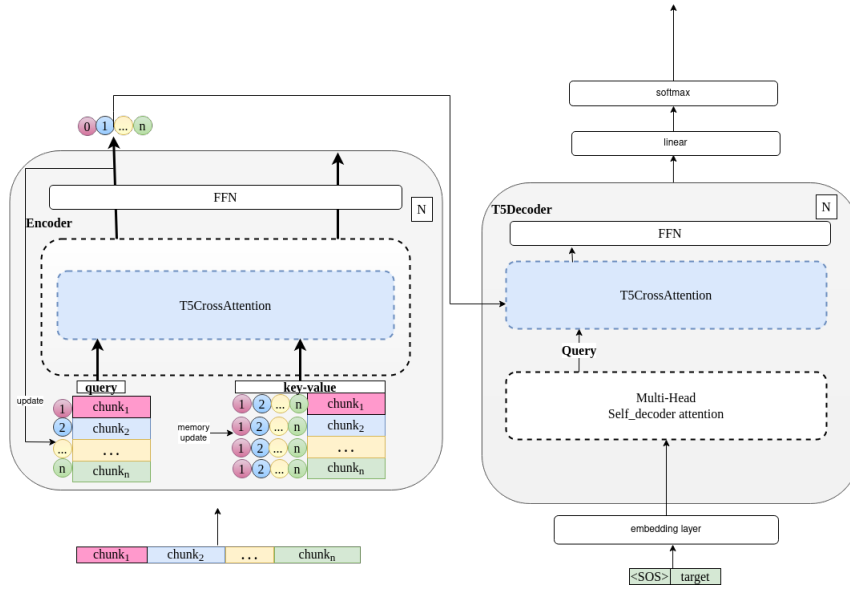 softmax
linear
0 1 ... n
FFN
N
Encoder
T5CrossAttention
query
key-value
update
1 chunk1
2 chunk2
... ...
n chunkn
memory
update
1 2 ... n chunk1
1 2 ... n chunk2
1 2 ... n ...
1 2 ... n chunkn
chunk1 chunk2 ... chunkn
T5Decoder
N
FFN
T5CrossAttention
Query
Multi-Head
Self_decoder attention
embedding layer
<SOS> target